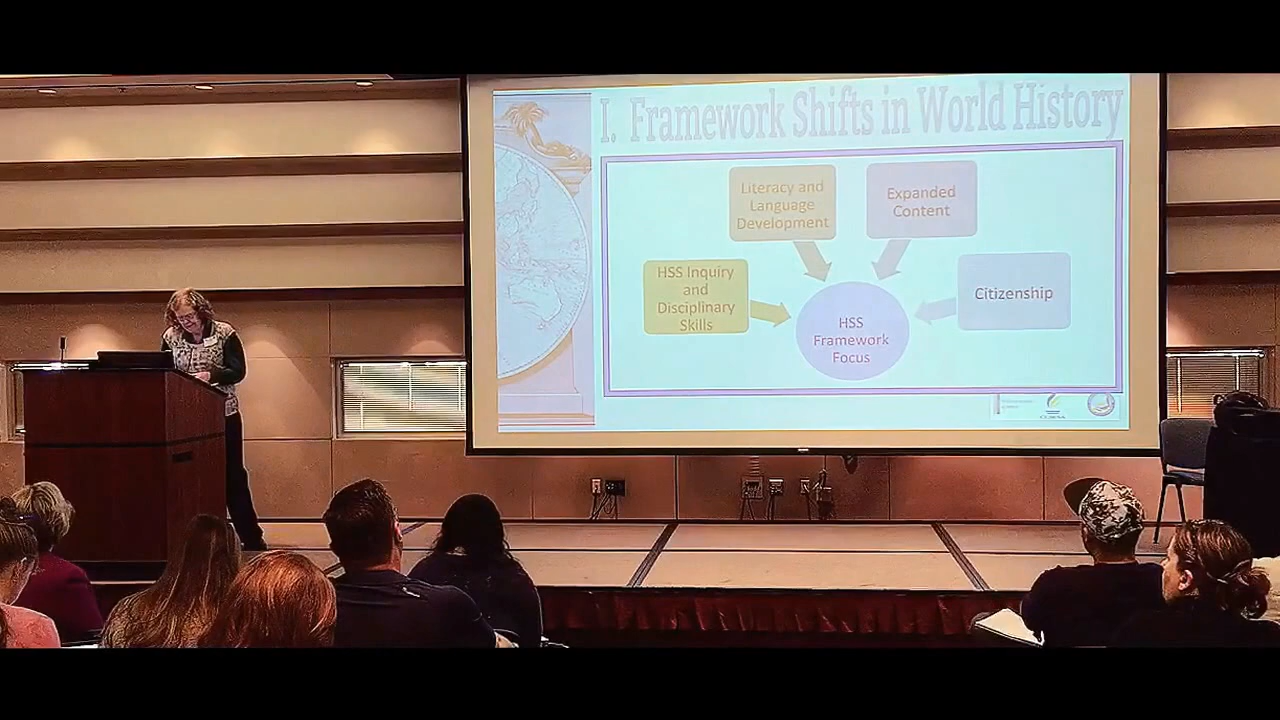 I. Framework Shifts in World History
Literacy and
Language
Development
Expanded
Content
HSS Inquiry
and
Disciplinary
Skills
Citizenship
HSS
Framework
Focus